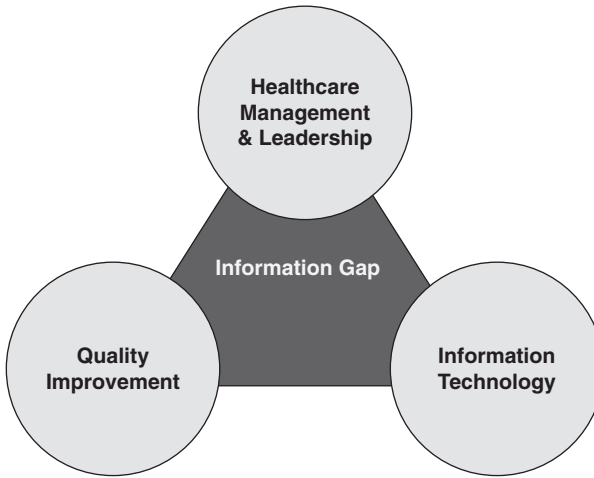 Healthcare
Management
& Leadership
Information Gap
Quality
Improvement
Information
Technology